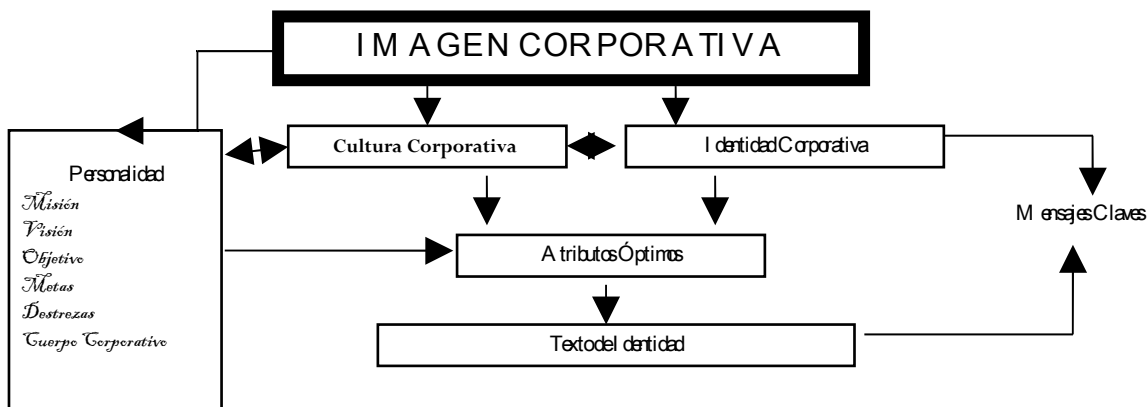 IMAGEN CORPORATIVA
Cultura Corporativa
Identidad Corporativa
Personalidad
Misión
Visión
Objetivo
Metas
Destrezas
Cuerpo Corporativo
Mensajes Claves
Atributos Óptimos
Texto de Identidad